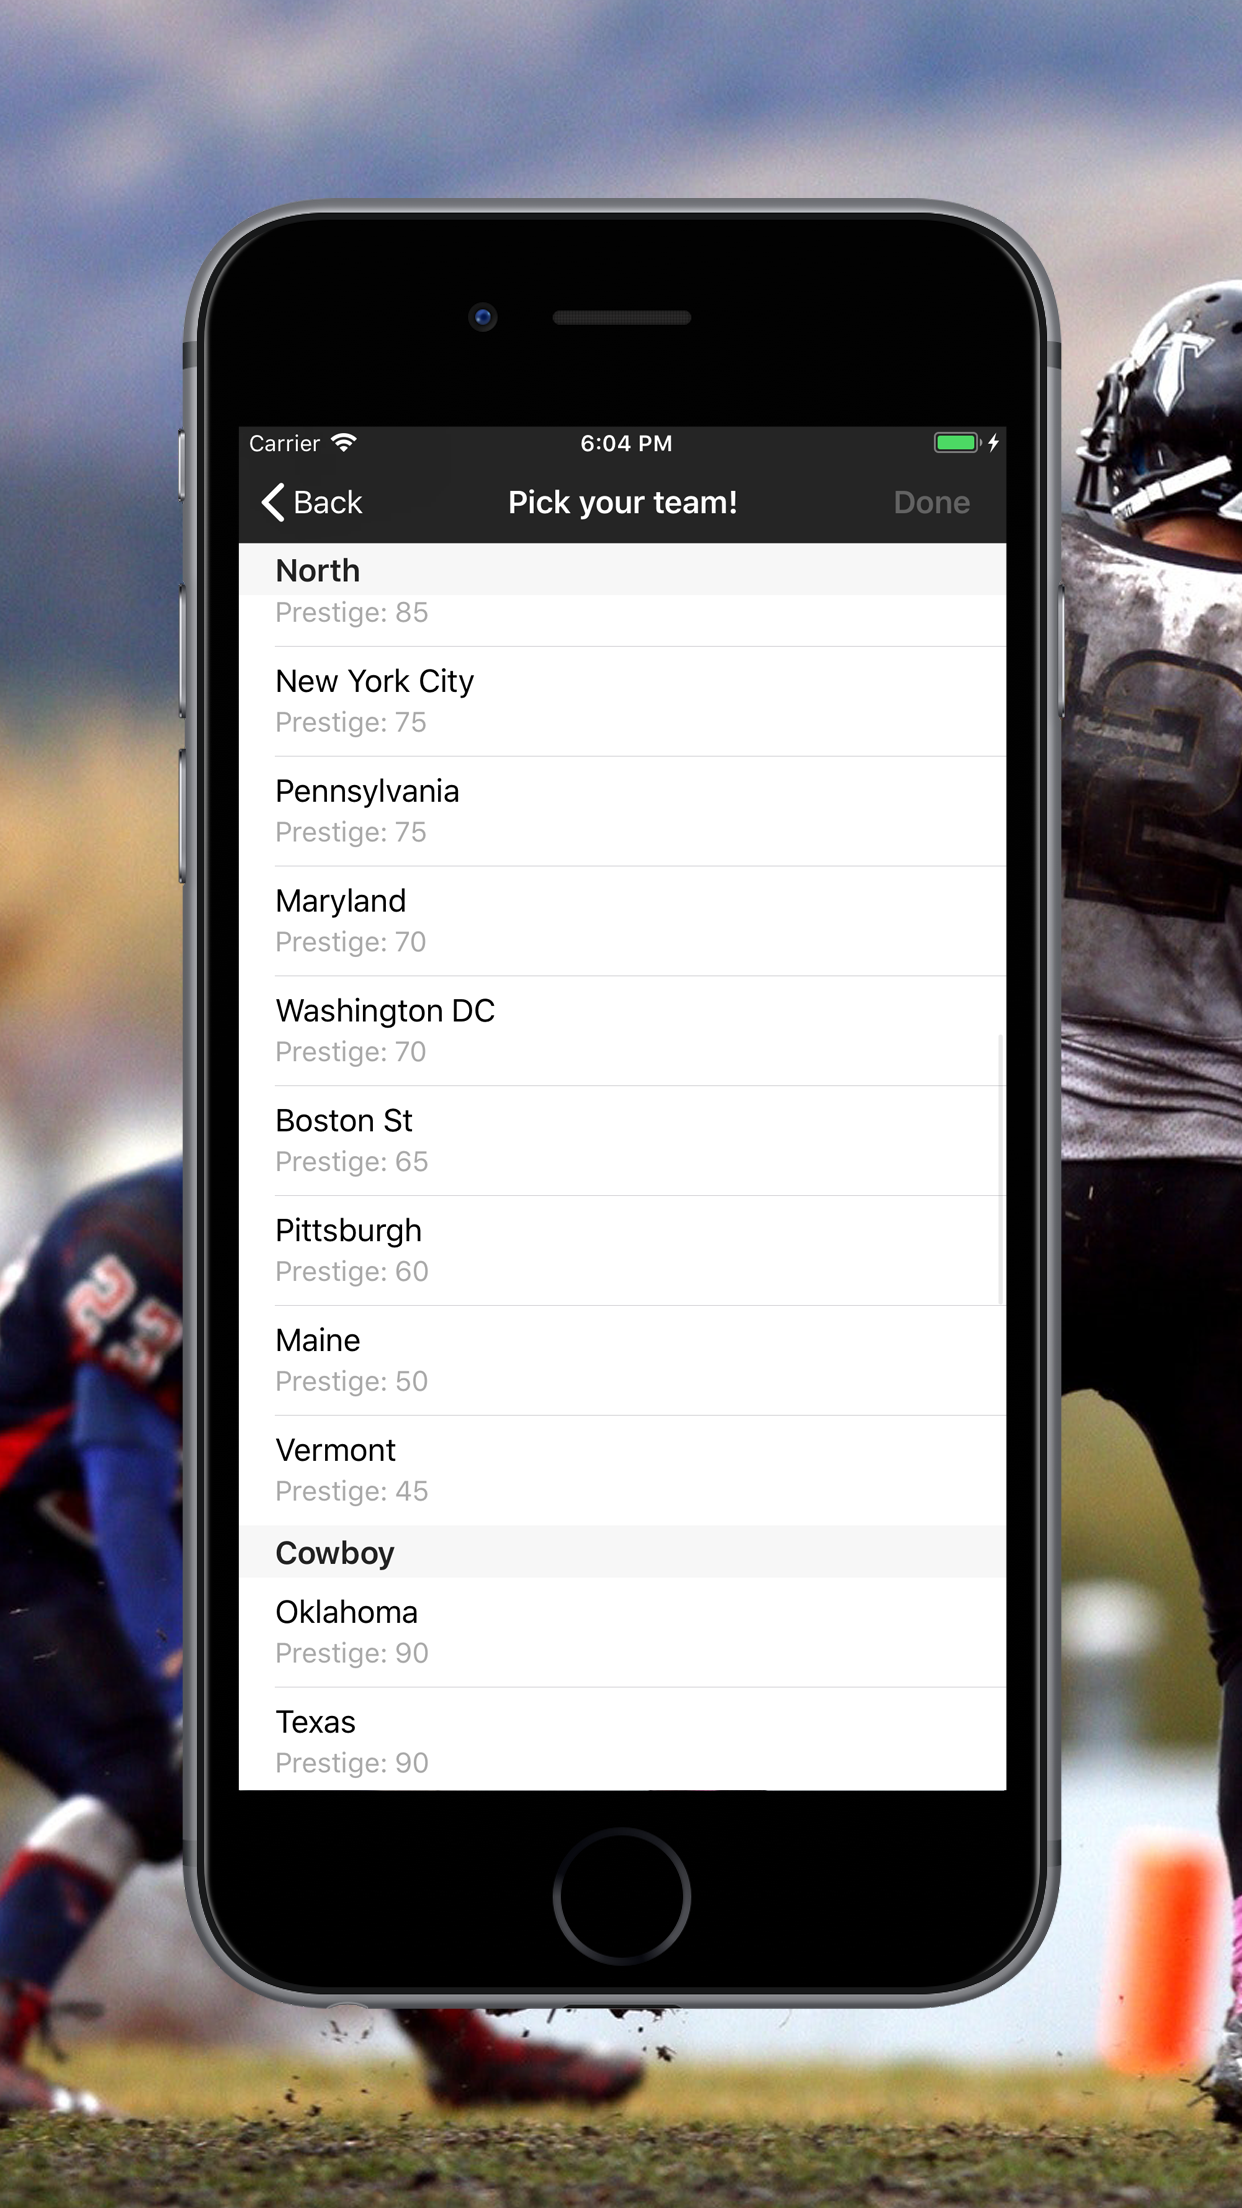 Carrier 6:04 PM
Back Pick your team! Done
North
Prestige: 85
New York City
Prestige: 75
Pennsylvania
Prestige: 75
Maryland
Prestige: 70
Washington DC
Prestige: 70
Boston St
Prestige: 65
Pittsburgh
Prestige: 60
Maine
Prestige: 50
Vermont
Prestige: 45
Cowboy
Oklahoma
Prestige: 90
Texas
Prestige: 90
T
2
23